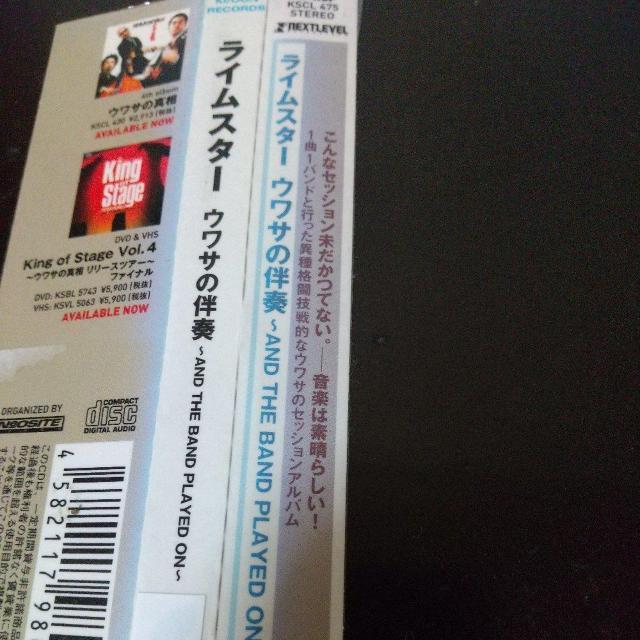 KSCL 475
STEREO
NEXTLEVEL
ライムスター ウワサの伴奏 ~AND THE BAND PLAYED ON
こんなセッション未だかつてない。――音楽は素晴らしい!
1曲1バンドと行った異種格闘技戦的なウワサのセッションアルバム
RECORDS
ライムスター ウワサの伴奏 ~AND THE BAND PLAYED ON~
4th album
ウワサの真相
KSCL 420 ¥2,913 [税抜]
AVAILABLE NOW
King
Stage
DVD & VHS
King of Stage Vol. 4
~ウワサの真相 リリースツアー~
ファイナル
DVD: KSBL 5743 ¥5,900 [税抜]
VHS: KSVL 5063 ¥5,900 [税抜]
AVAILABLE NOW
ORGANIZED BY
NEOSITE
COMPACT
disc
DIGITAL AUDIO
4 582117 98